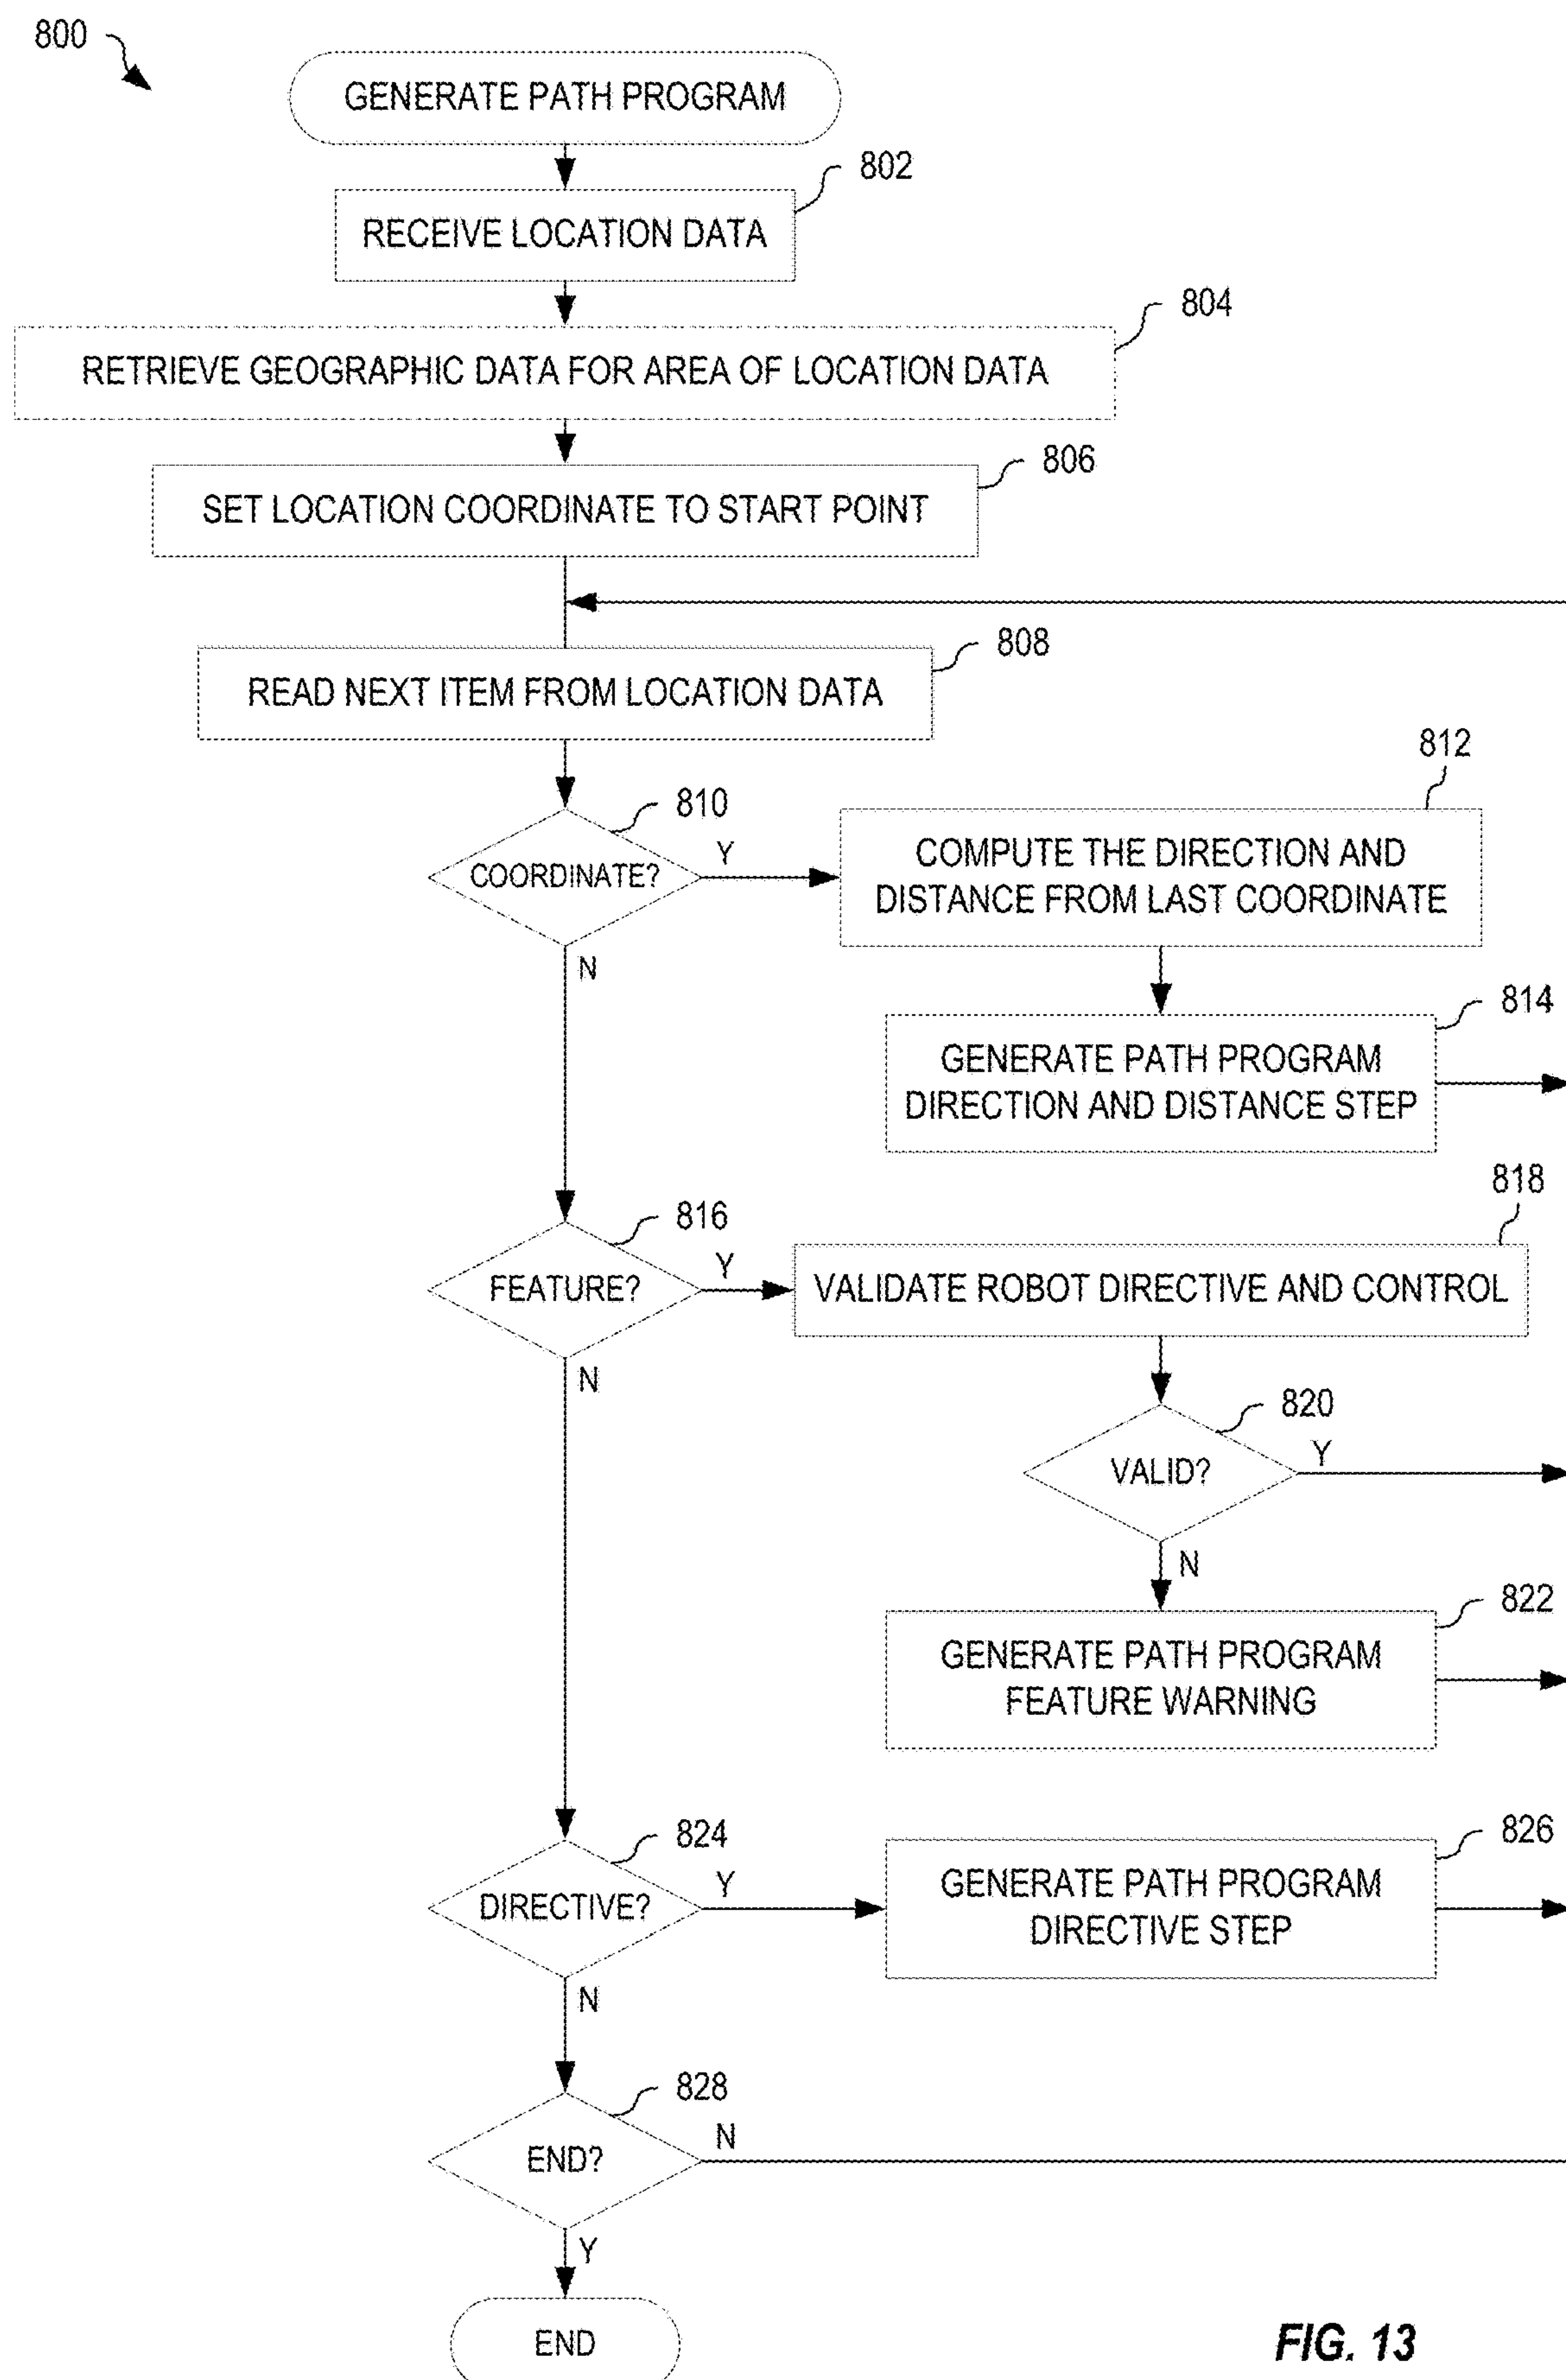 800
GENERATE PATH PROGRAM
802
RECEIVE LOCATION DATA
804
RETRIEVE GEOGRAPHIC DATA FOR AREA OF LOCATION DATA
806
SET LOCATION COORDINATE TO START POINT
808
READ NEXT ITEM FROM LOCATION DATA
810
COORDINATE?
Y
N
812
COMPUTE THE DIRECTION AND
DISTANCE FROM LAST COORDINATE
814
GENERATE PATH PROGRAM
DIRECTION AND DISTANCE STEP
816
FEATURE?
Y
N
818
VALIDATE ROBOT DIRECTIVE AND CONTROL
820
VALID?
Y
N
822
GENERATE PATH PROGRAM
FEATURE WARNING
824
DIRECTIVE?
Y
N
826
GENERATE PATH PROGRAM
DIRECTIVE STEP
828
END?
N
Y
END
FIG. 13